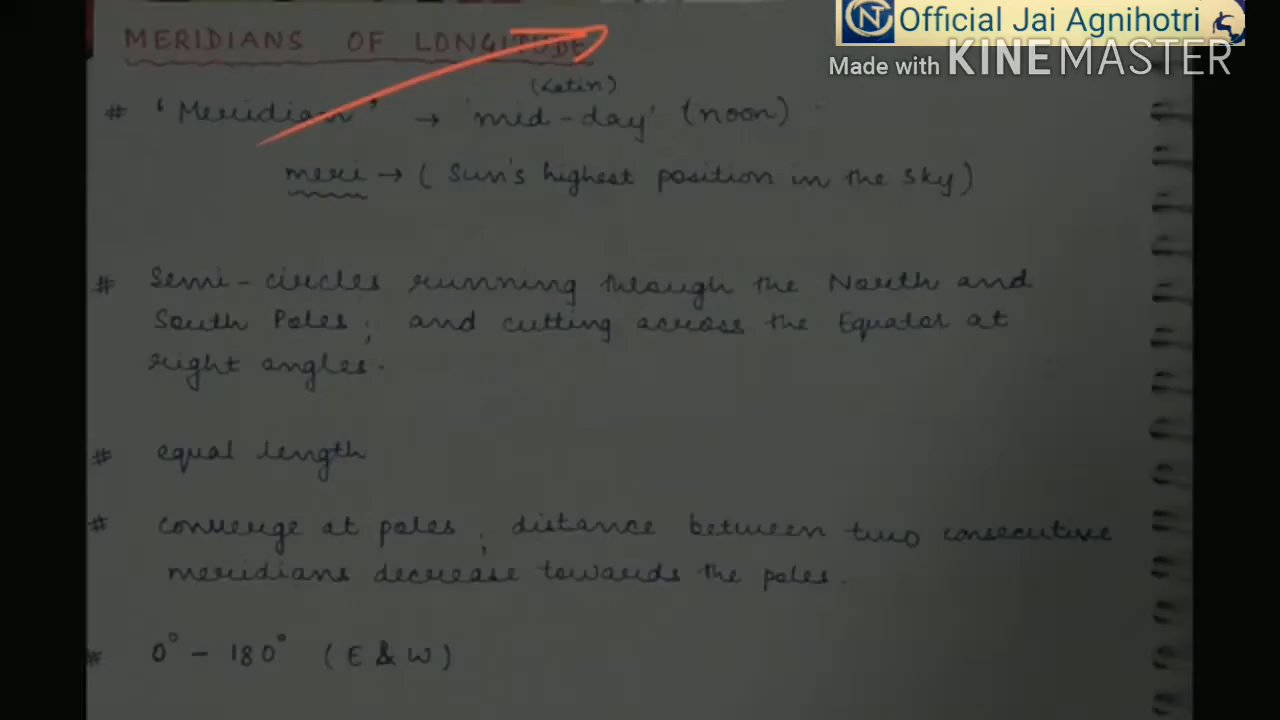 Official Jai Agnihotri
Made with KINEMASTER
MERIDIANS OF LONGITUDE
(Latin)
# 'Meridian' → 'mid-day' (noon)
meri → ( Sun's highest position in the sky)
# Semi-circles running through the North and
South Poles; and cutting across the Equator at
right angles.
# equal length
# converge at poles; distance between two consecutive
meridians decrease towards the poles.
# 0° - 180° (E & W)